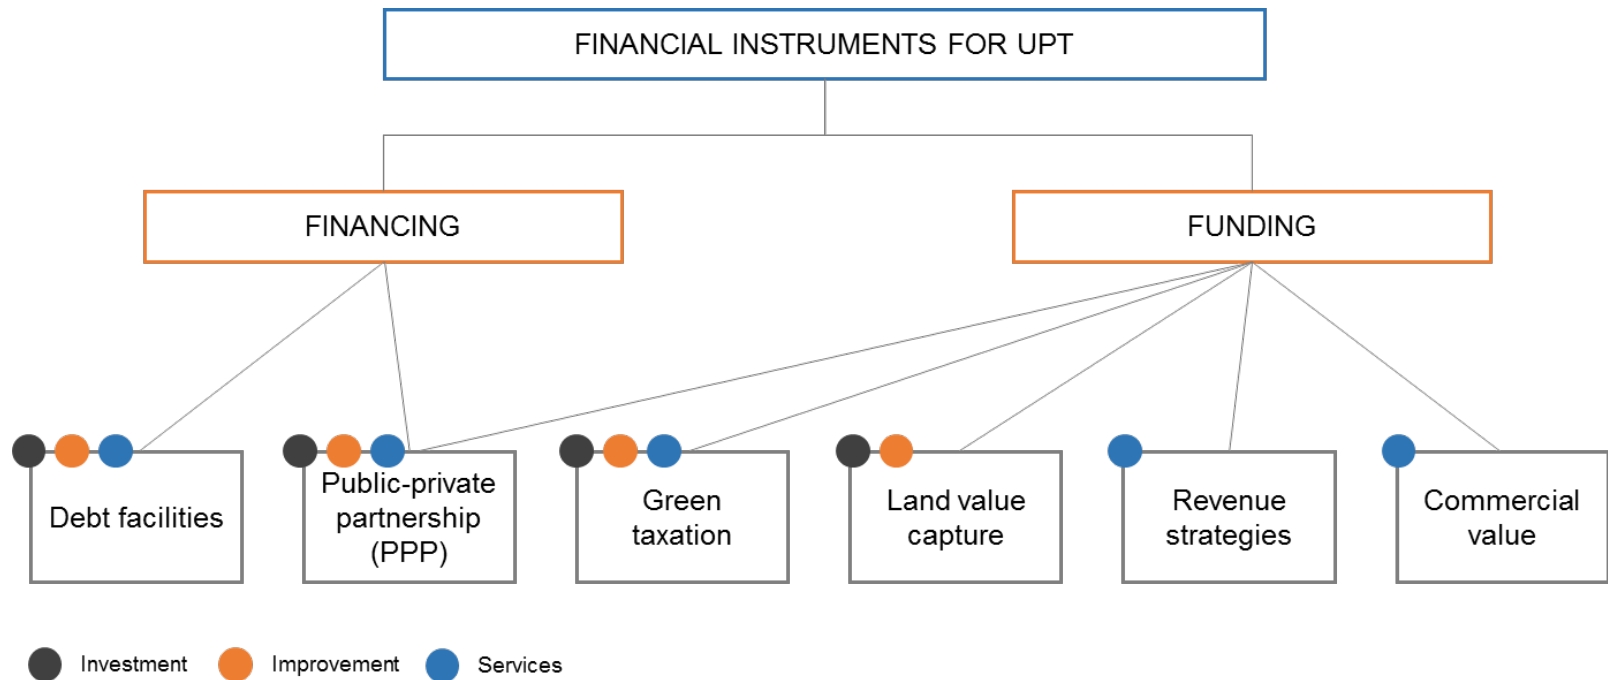 FINANCIAL INSTRUMENTS FOR UPT
FINANCING
FUNDING
Debt facilities
Public-private
partnership
(PPP)
Green
taxation
Land value
capture
Revenue
strategies
Commercial
value
Investment
Improvement
Services